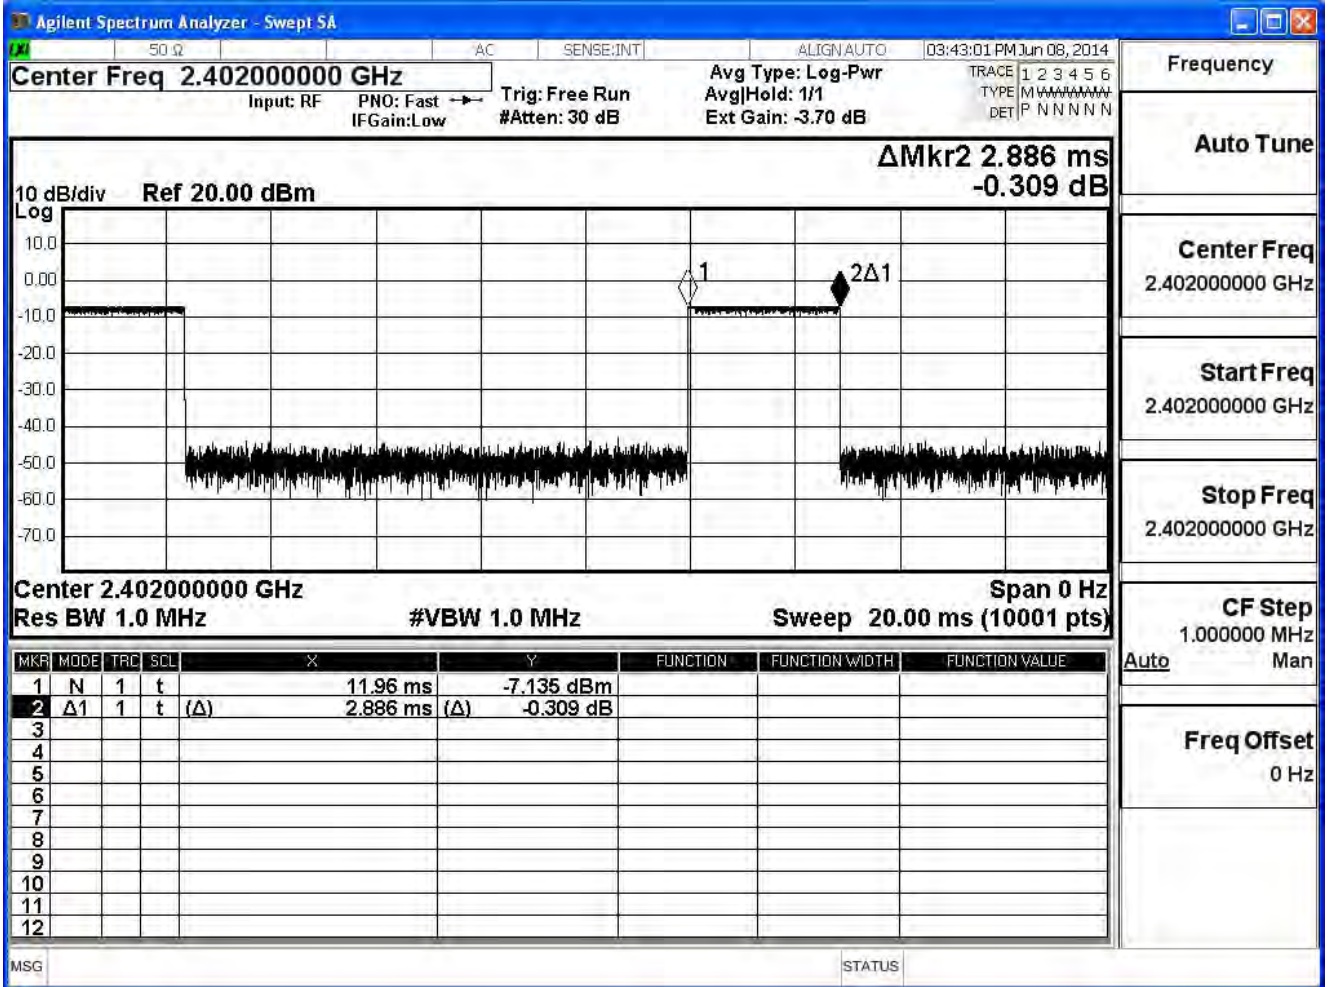 Agilent Spectrum Analyzer - Swept SA
50 Ω AC SENSE:INT ALIGN AUTO 03:43:01 PM Jun 08, 2014
Center Freq 2.402000000 GHz
Input: RF PNO: Fast Trig: Free Run Avg Type: Log-Pwr TRACE 1 2 3 4 5 6
IFGain:Low #Atten: 30 dB Avg|Hold: 1/1 TYPE M WWWWW
Ext Gain: -3.70 dB DET P N N N N N
ΔMkr2 2.886 ms
-0.309 dB
10 dB/div Ref 20.00 dBm
Log
10.0
0.00
-10.0
-20.0
-30.0
-40.0
-50.0
-60.0
-70.0
1
2Δ1
Center 2.402000000 GHz Span 0 Hz
Res BW 1.0 MHz #VBW 1.0 MHz Sweep 20.00 ms (10001 pts)
MKR MODE TRC SCL X Y FUNCTION FUNCTION WIDTH FUNCTION VALUE
1 N 1 t 11.96 ms -7.135 dBm
2 Δ1 1 t (Δ) 2.886 ms (Δ) -0.309 dB
3
4
5
6
7
8
9
10
11
12
MSG STATUS
Frequency
Auto Tune
Center Freq
2.402000000 GHz
Start Freq
2.402000000 GHz
Stop Freq
2.402000000 GHz
CF Step
1.000000 MHz
Auto Man
Freq Offset
0 Hz